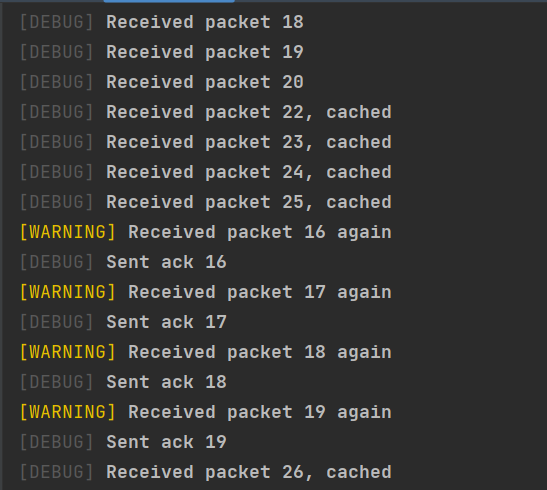 [DEBUG] Received packet 18
[DEBUG] Received packet 19
[DEBUG] Received packet 20
[DEBUG] Received packet 22, cached
[DEBUG] Received packet 23, cached
[DEBUG] Received packet 24, cached
[DEBUG] Received packet 25, cached
[WARNING] Received packet 16 again
[DEBUG] Sent ack 16
[WARNING] Received packet 17 again
[DEBUG] Sent ack 17
[WARNING] Received packet 18 again
[DEBUG] Sent ack 18
[WARNING] Received packet 19 again
[DEBUG] Sent ack 19
[DEBUG] Received packet 26, cached